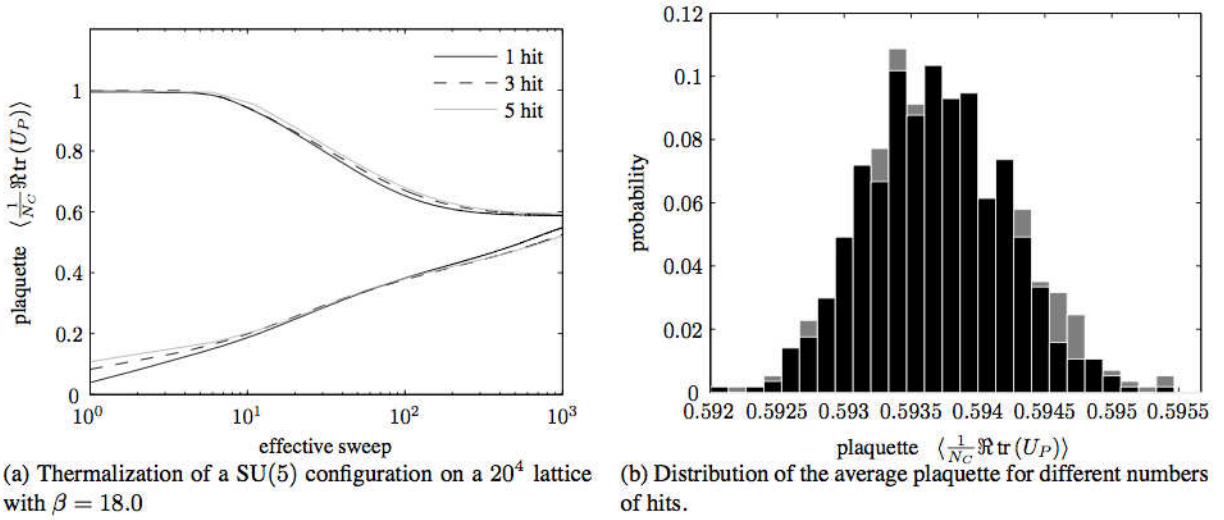 1 hit
3 hit
5 hit
plaquette ⟨1/N_C ℜ tr (U_P)⟩
1
0.8
0.6
0.4
0.2
0
10^0 10^1 10^2 10^3
effective sweep
(a) Thermalization of a SU(5) configuration on a 20^4 lattice
with β = 18.0
0.12
0.1
0.08
0.06
0.04
0.02
0
probability
0.592 0.5925 0.593 0.5935 0.594 0.5945 0.595 0.5955
plaquette ⟨1/N_C ℜ tr (U_P)⟩
(b) Distribution of the average plaquette for different numbers
of hits.